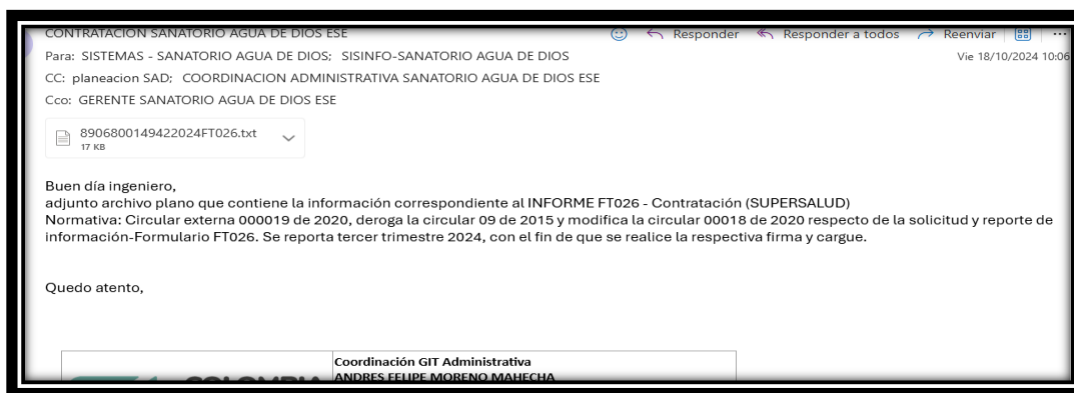 CONTRATACION SANATORIO AGUA DE DIOS ESE
Responder Responder a todos Reenviar
Para: SISTEMAS - SANATORIO AGUA DE DIOS; SISINFO-SANATORIO AGUA DE DIOS
Vie 18/10/2024 10:06
CC: planeacion SAD; COORDINACION ADMINISTRATIVA SANATORIO AGUA DE DIOS ESE
Cco: GERENTE SANATORIO AGUA DE DIOS ESE
8906800149422024FT026.txt
17 KB
Buen día ingeniero,
adjunto archivo plano que contiene la información correspondiente al INFORME FT026 - Contratación (SUPERSALUD)
Normativa: Circular externa 000019 de 2020, deroga la circular 09 de 2015 y modifica la circular 00018 de 2020 respecto de la solicitud y reporte de
información-Formulario FT026. Se reporta tercer trimestre 2024, con el fin de que se realice la respectiva firma y cargue.
Quedo atento,
Coordinación GIT Administrativa
COLOMBIA ANDRES FELIPE MORENO MAHECHA